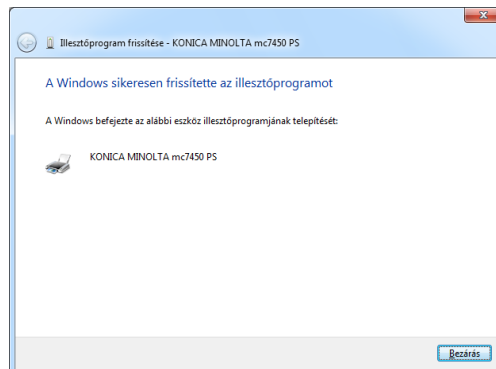 Illesztőprogram frissítése - KONICA MINOLTA mc7450 PS
A Windows sikeresen frissítette az illesztőprogramot
A Windows befejezte az alábbi eszköz illesztőprogramjának telepítését:
KONICA MINOLTA mc7450 PS
Bezárás